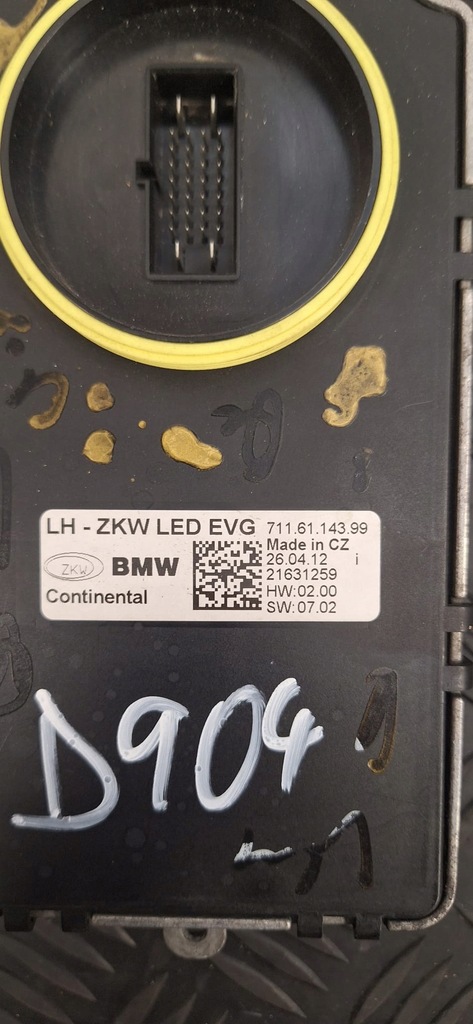 LH - ZKW LED EVG 711.61.143.99
ZKW BMW Made in CZ
26.04.12 i
21631259
Continental HW:02.00
SW:07.02
D904